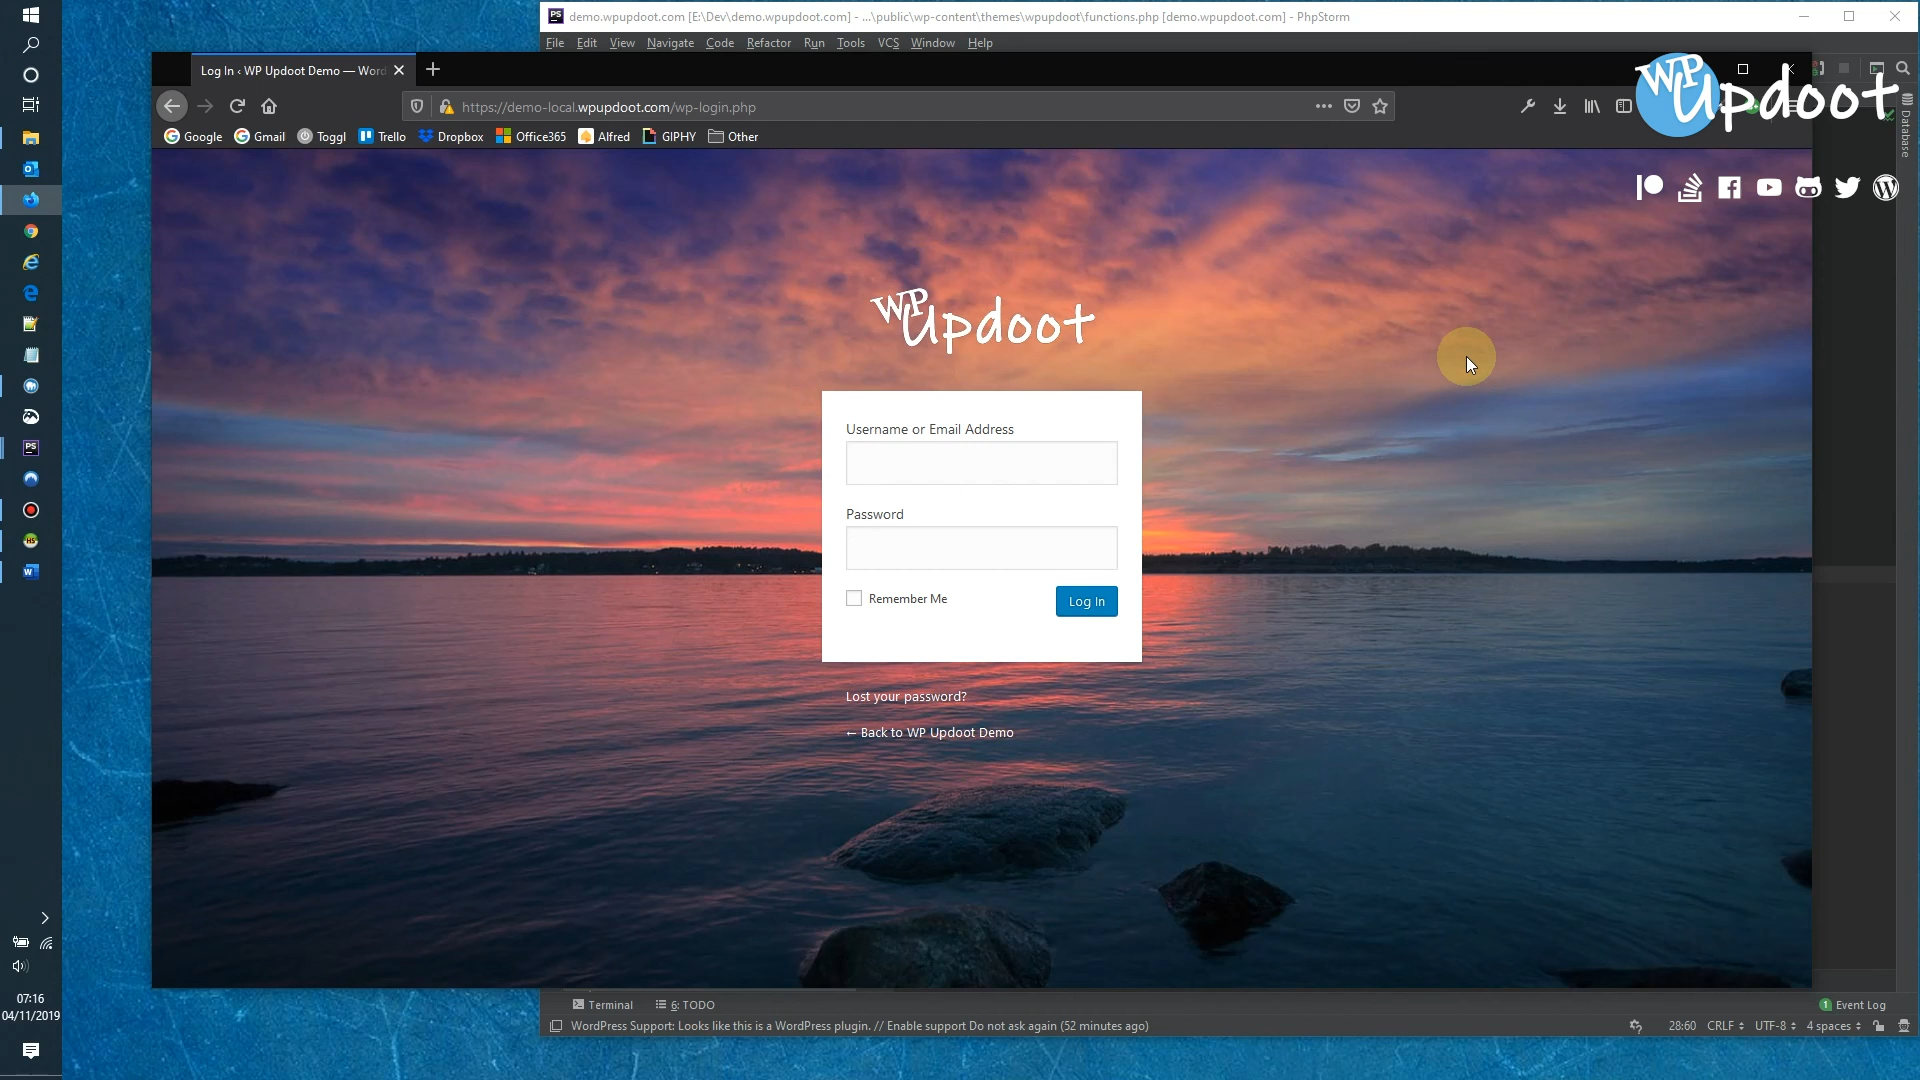 demo.wpupdoot.com [E:\Dev\demo.wpupdoot.com] - ...\public\wp-content\themes\wpupdoot\functions.php [demo.wpupdoot.com] - PhpStorm
File Edit View Navigate Code Refactor Run Tools VCS Window Help
Log In ‹ WP Updoot Demo — Word
https://demo-local.wpupdoot.com/wp-login.php
Google Gmail Toggl Trello Dropbox Office365 Alfred GIPHY Other
WP Updoot
Database
WP Updoot
Username or Email Address
Password
Remember Me
Log In
Lost your password?
← Back to WP Updoot Demo
Terminal 6: TODO
1 Event Log
WordPress Support: Looks like this is a WordPress plugin. // Enable support Do not ask again (52 minutes ago)
28:60 CRLF UTF-8 4 spaces
PS
HS
W
07:16
04/11/2019